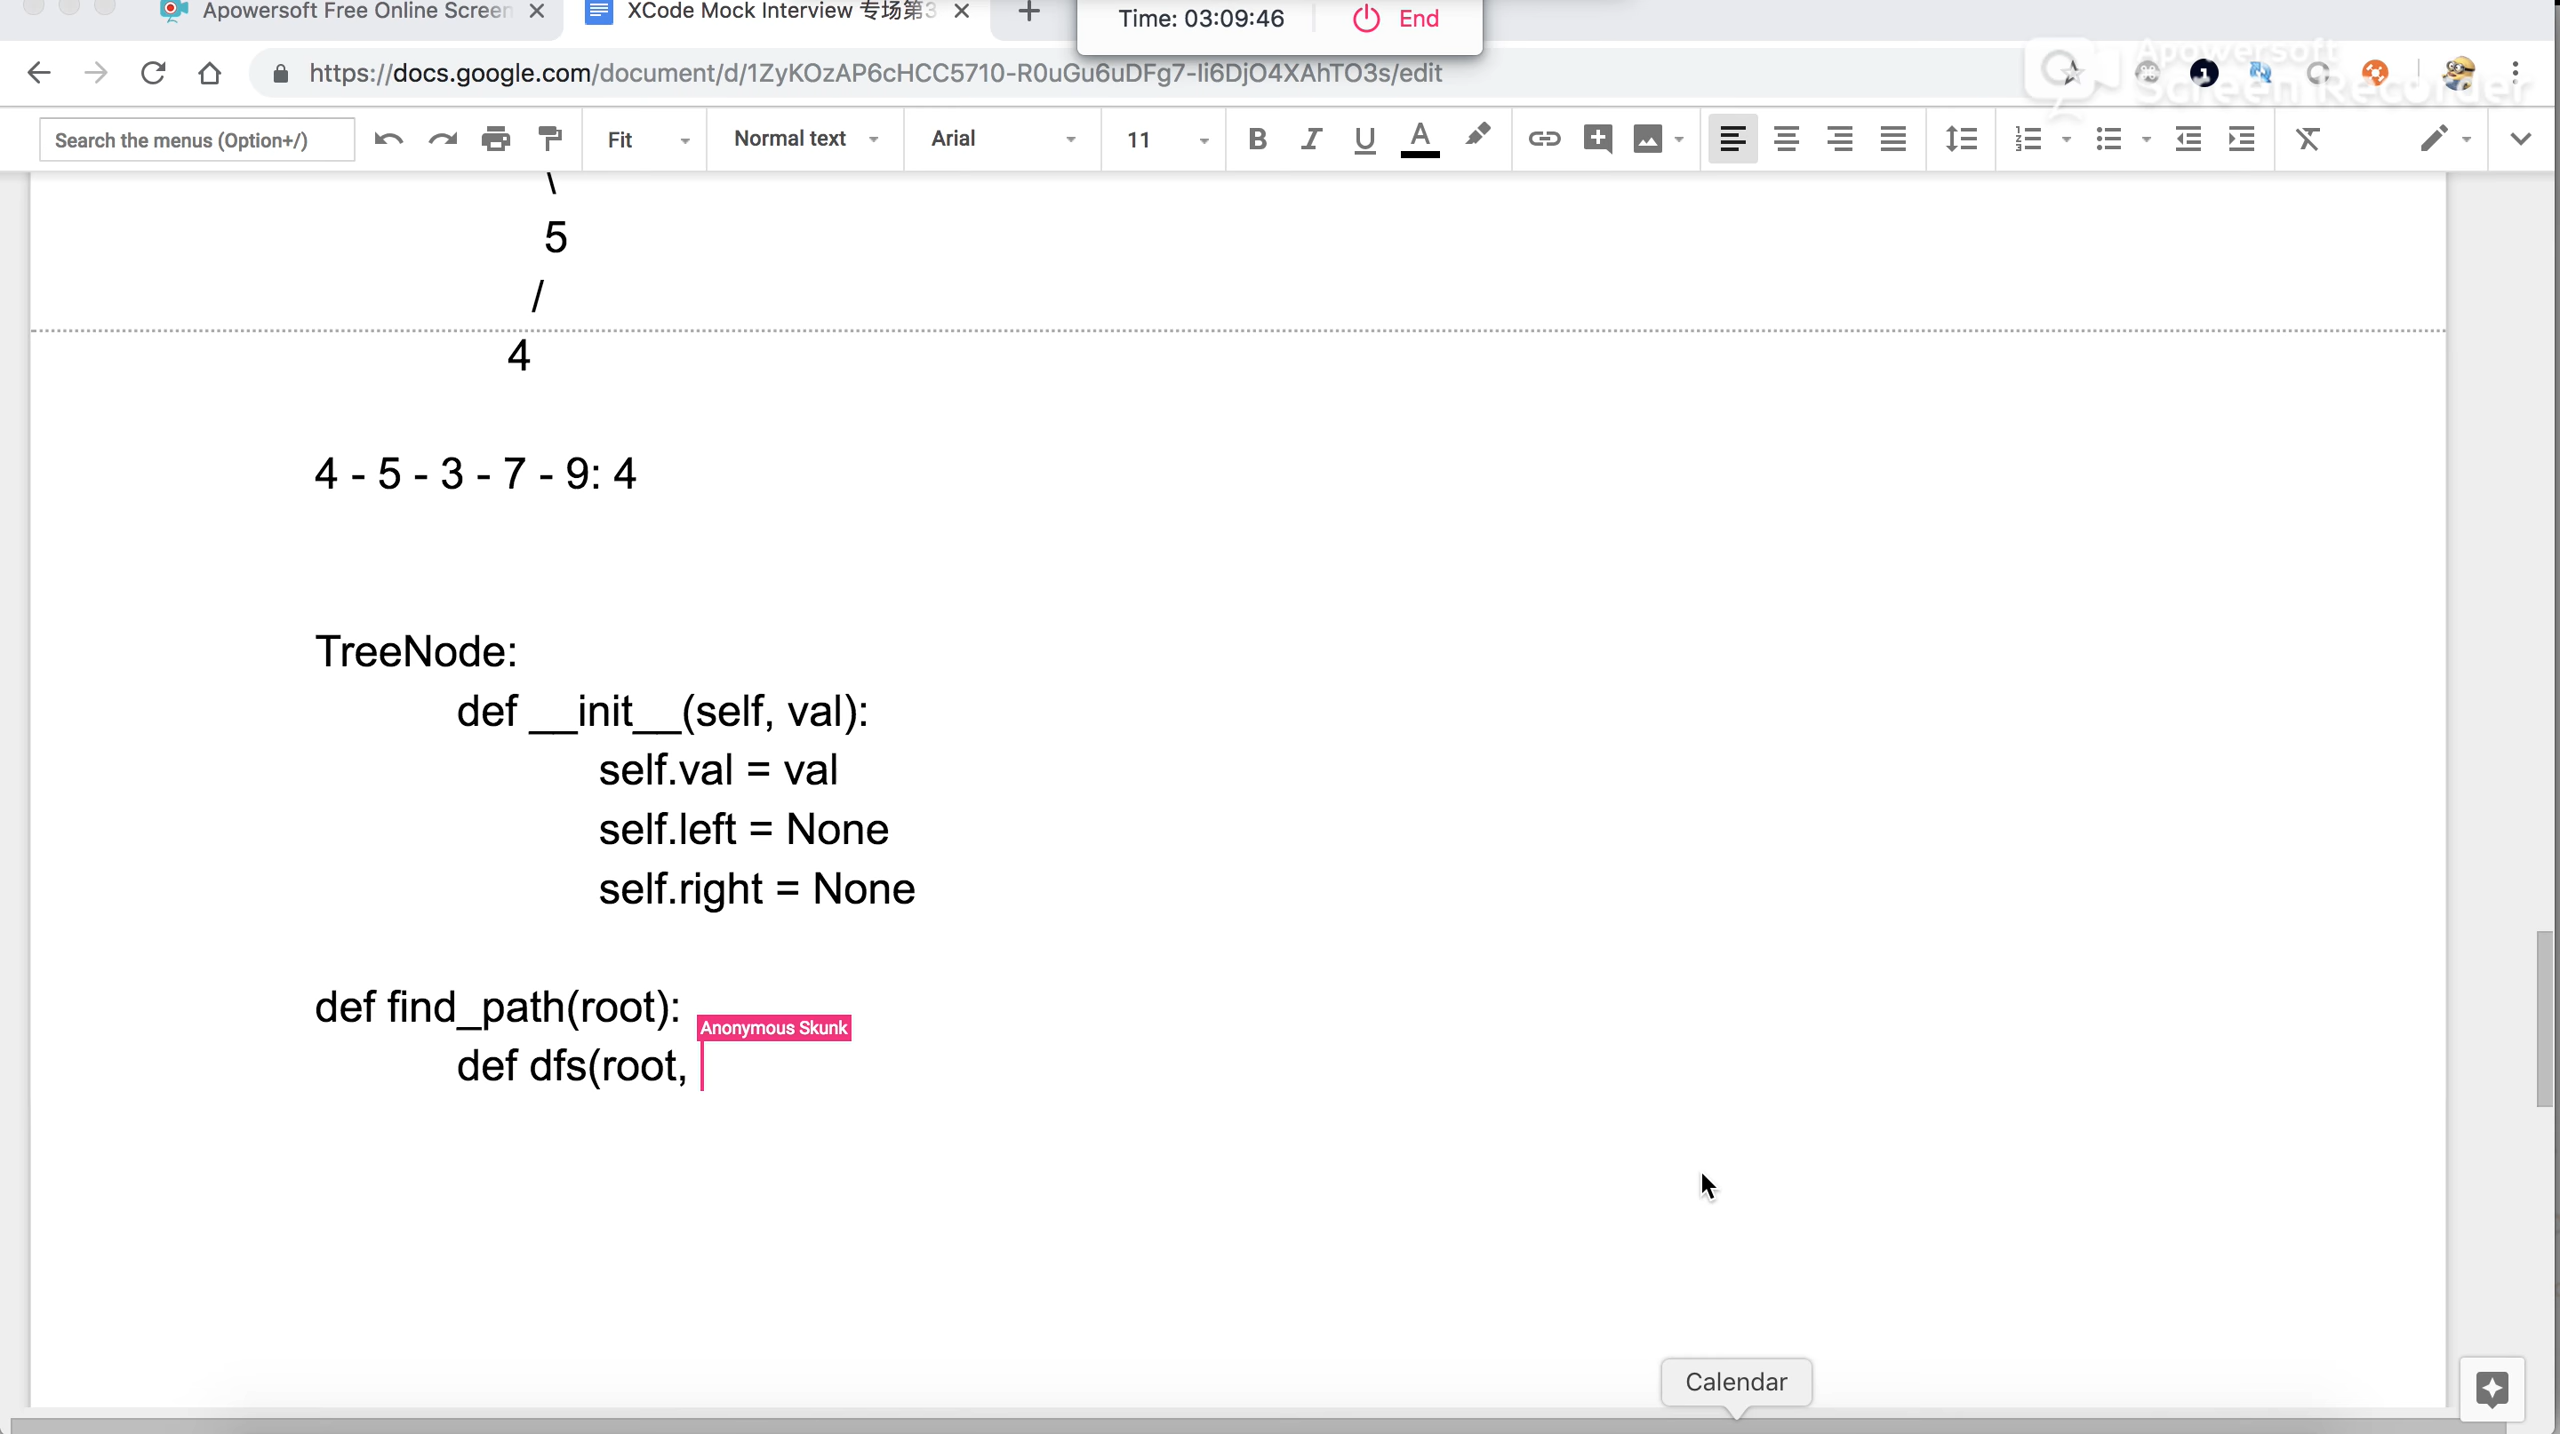 Apowersoft Free Online Screen
XCode Mock Interview 专场第3
Time: 03:09:46
End
https://docs.google.com/document/d/1ZyKOzAP6cHCC5710-R0uGu6uDFg7-li6DjO4XAhTO3s/edit
Apowersoft
Screen Recorder
Search the menus (Option+/)
Fit
Normal text
Arial
11
\
5
/
4
4 - 5 - 3 - 7 - 9: 4
TreeNode:
def __init__(self, val):
self.val = val
self.left = None
self.right = None
def find_path(root):
Anonymous Skunk
def dfs(root,
Calendar